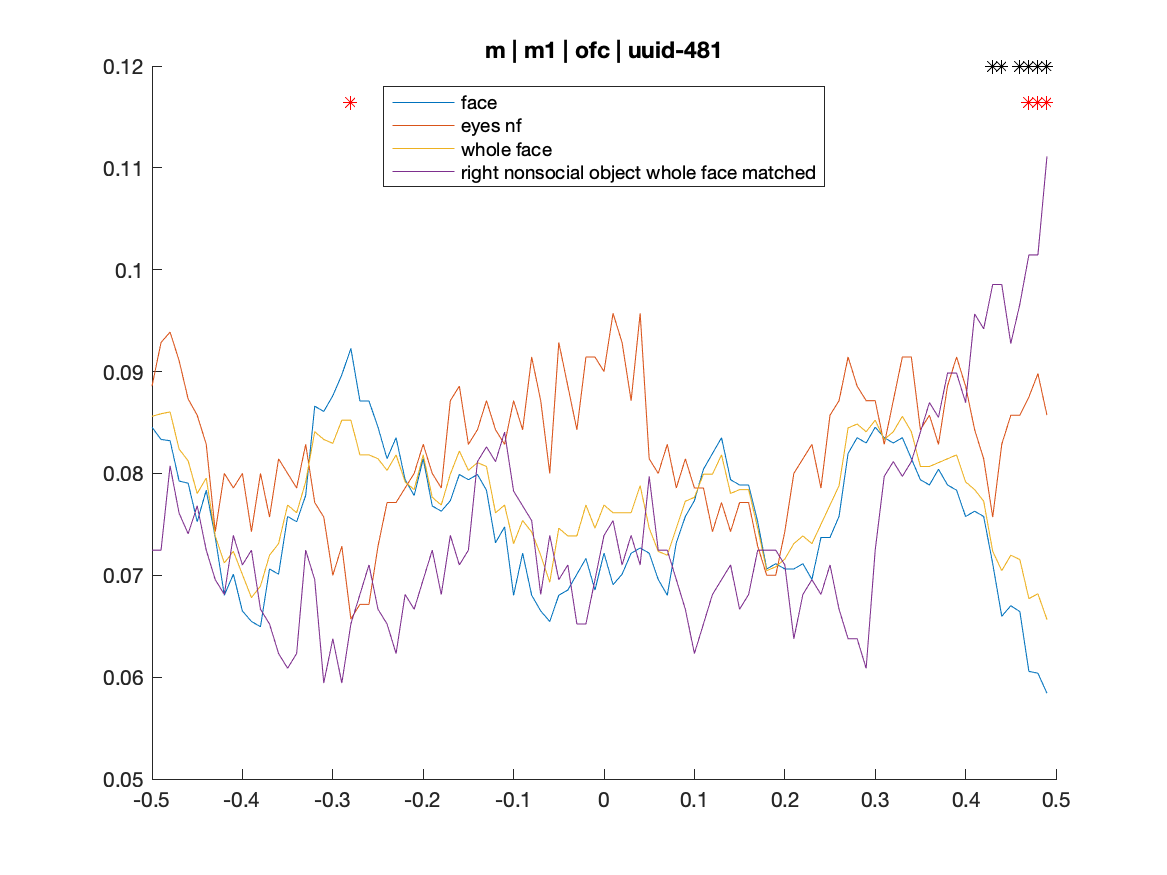 m | m1 | ofc | uuid-481
0.12
0.11
0.1
0.09
0.08
0.07
0.06
0.05
face
eyes nf
whole face
right nonsocial object whole face matched
-0.5 -0.4 -0.3 -0.2 -0.1 0 0.1 0.2 0.3 0.4 0.5